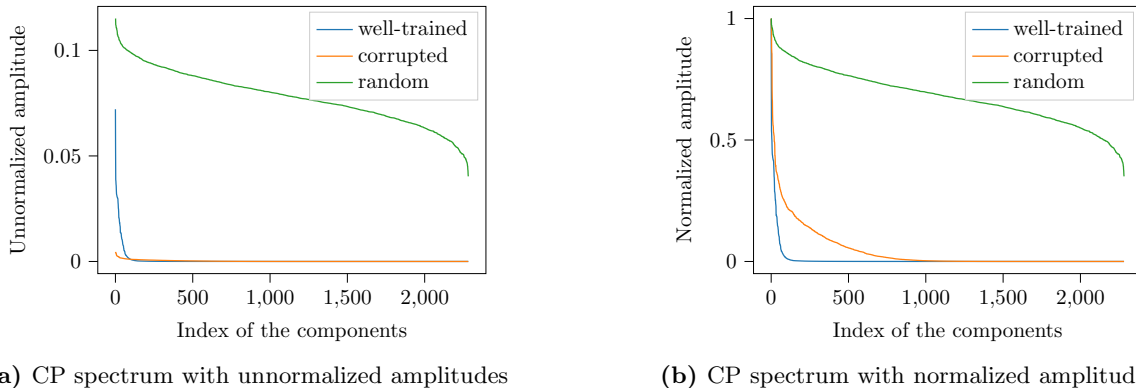 0.1
0.05
0
Unnormalized amplitude
well-trained
corrupted
random
0 500 1,000 1,500 2,000
Index of the components
a) CP spectrum with unnormalized amplitudes
1
0.5
0
Normalized amplitude
well-trained
corrupted
random
0 500 1,000 1,500 2,000
Index of the components
(b) CP spectrum with normalized amplitud